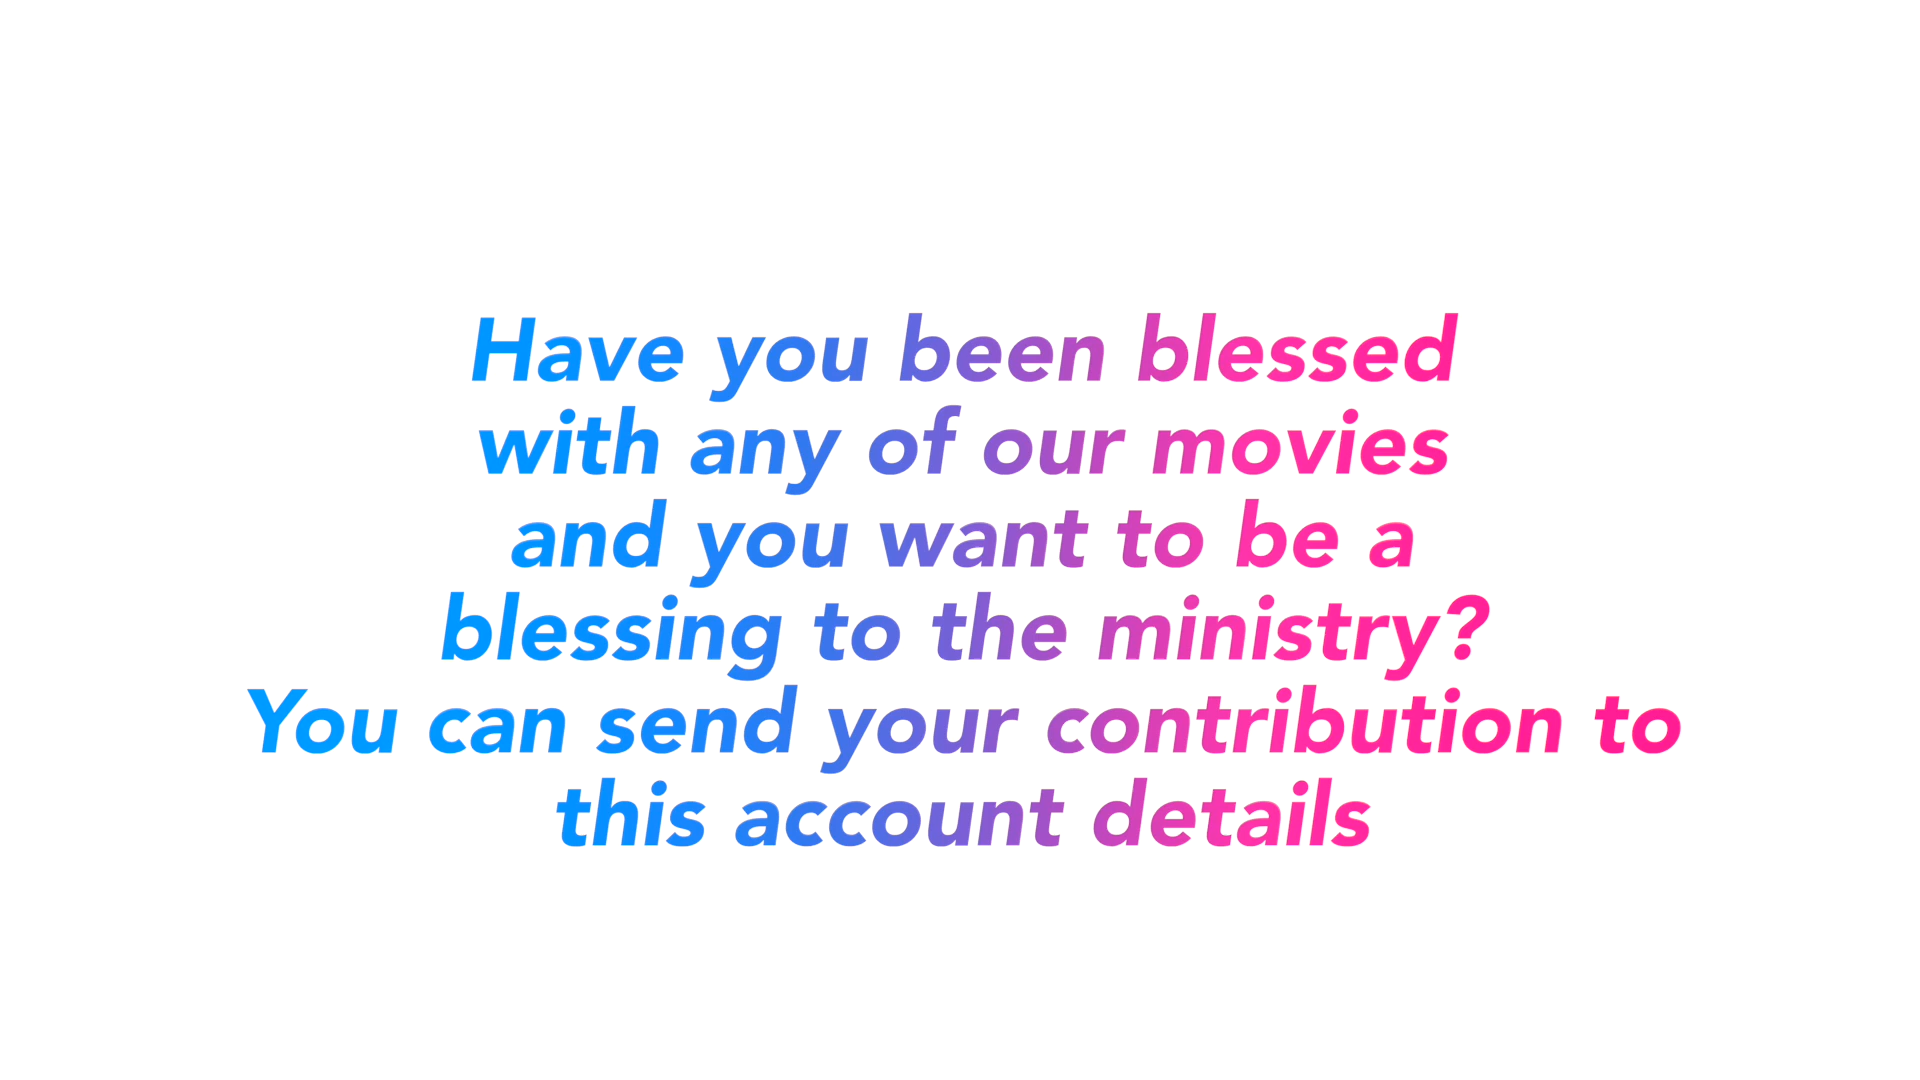 Have you been blessed
with any of our movies
and you want to be a
blessing to the ministry?
You can send your contribution to
this account details